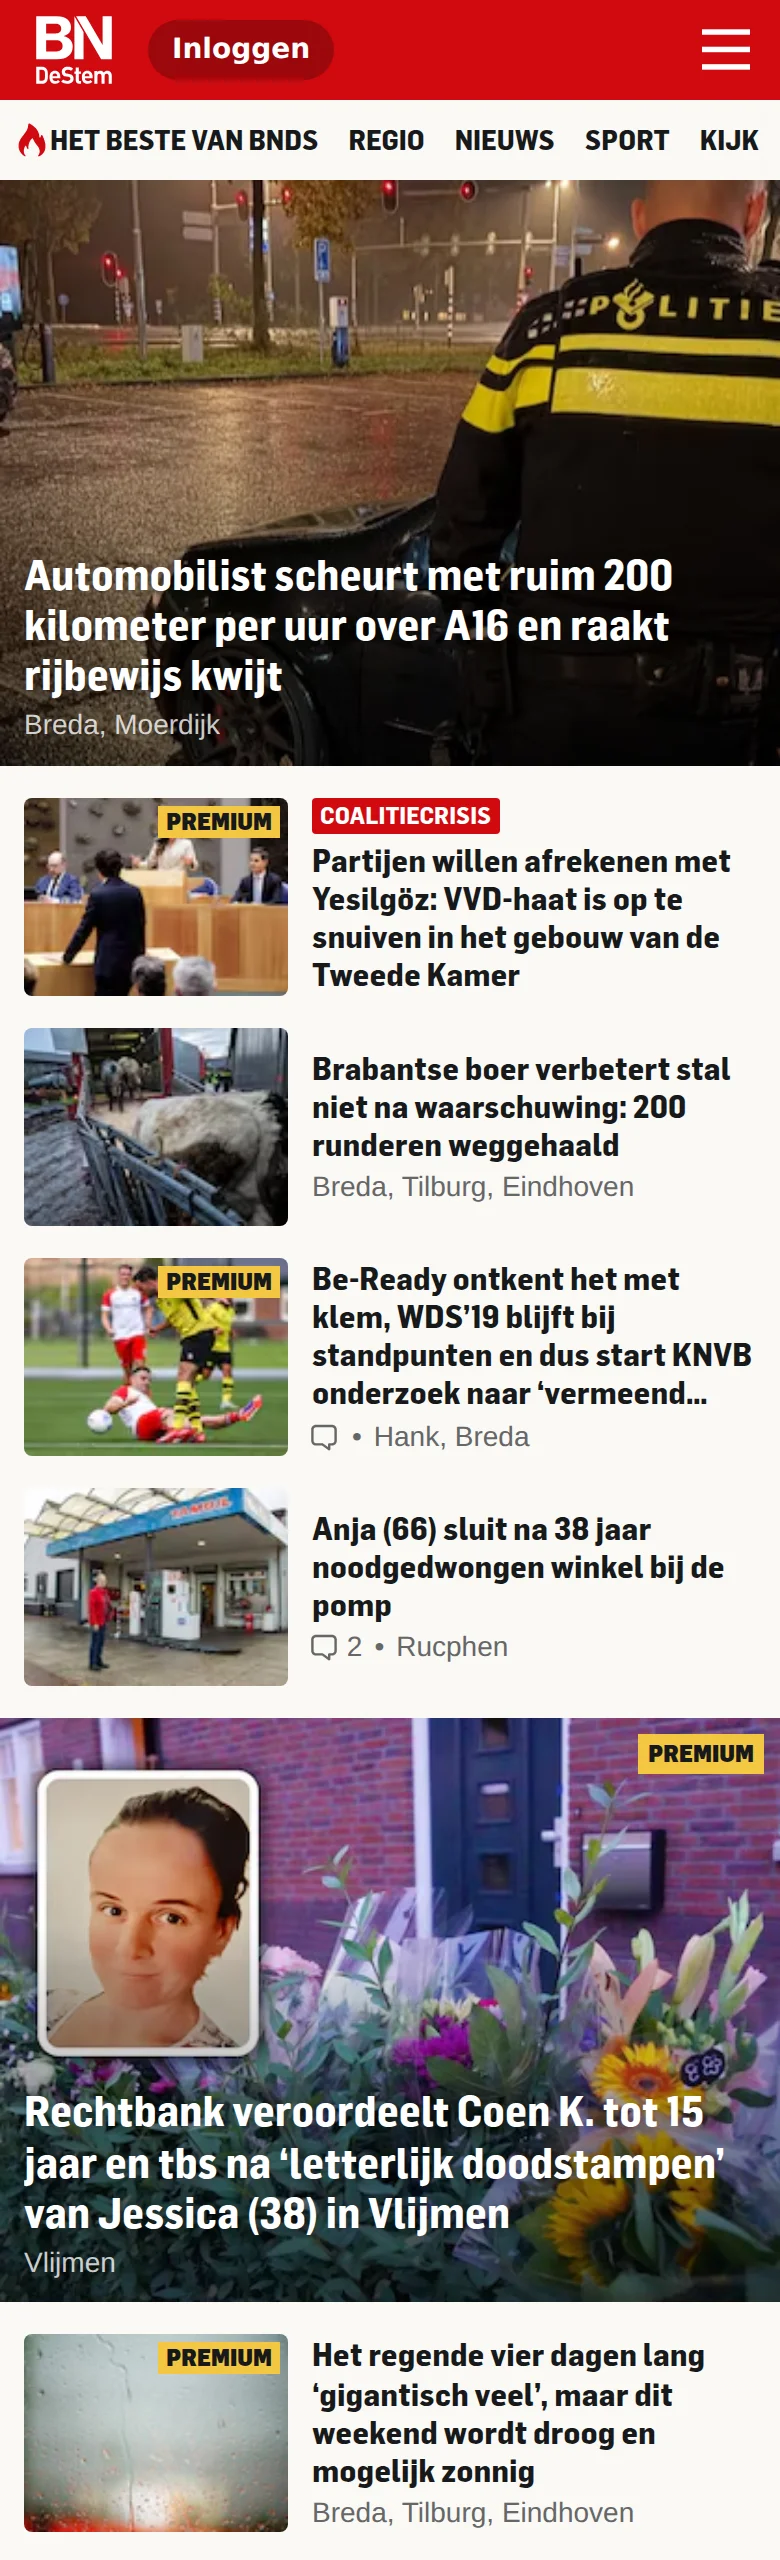 BN
DeStem
Inloggen
HET BESTE VAN BNDS
REGIO
NIEUWS
SPORT
KIJK
POLITIE
Automobilist scheurt met ruim 200
kilometer per uur over A16 en raakt
rijbewijs kwijt
Breda, Moerdijk
PREMIUM
COALITIECRISIS
Partijen willen afrekenen met
Yesilgöz: VVD-haat is op te
snuiven in het gebouw van de
Tweede Kamer
Brabantse boer verbetert stal
niet na waarschuwing: 200
runderen weggehaald
Breda, Tilburg, Eindhoven
PREMIUM
Be-Ready ontkent het met
klem, WDS’19 blijft bij
standpunten en dus start KNVB
onderzoek naar ‘vermeend...
• Hank, Breda
Anja (66) sluit na 38 jaar
noodgedwongen winkel bij de
pomp
2 • Rucphen
PREMIUM
Rechtbank veroordeelt Coen K. tot 15
jaar en tbs na ‘letterlijk doodstampen’
van Jessica (38) in Vlijmen
Vlijmen
PREMIUM
Het regende vier dagen lang
‘gigantisch veel’, maar dit
weekend wordt droog en
mogelijk zonnig
Breda, Tilburg, Eindhoven